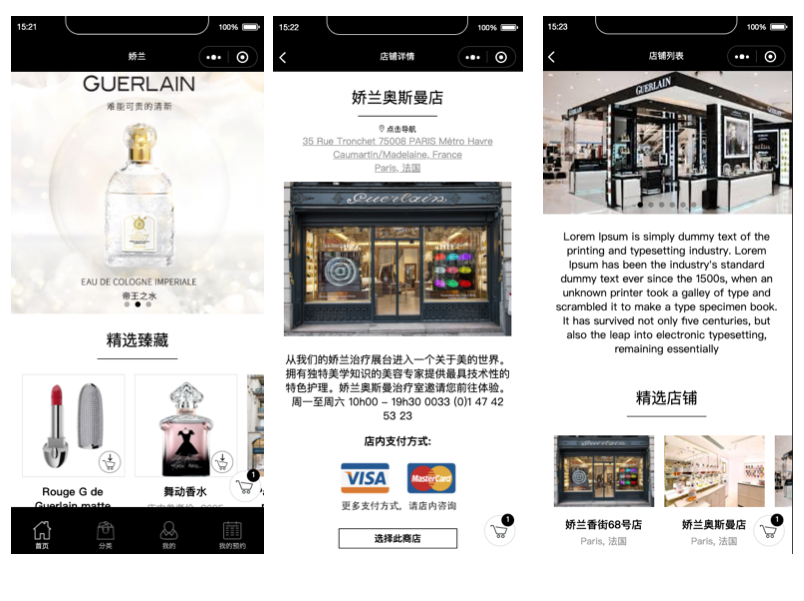 15:21
100%
娇兰
GUERLAIN
难能可贵的清新
EAU DE COLOGNE IMPERIALE
帝王之水
精选臻藏
Rouge G de
Guerlain matte
舞动香水
1
首页
分类
我的
我的预约
15:22
100%
店铺详情
娇兰奥斯曼店
点击导航
35 Rue Tronchet 75008 PARIS Métro Havre
Caumartin/Madelaine, France
Paris, 法国
Guerlain
从我们的娇兰治疗展台进入一个关于美的世界。
拥有独特美学知识的美容专家提供最具技术性的
特色护理。娇兰奥斯曼治疗室邀请您前往体验。
周一至周六 10h00 – 19h30 0033 (0)1 47 42
53 23
店内支付方式:
VISA
MasterCard
更多支付方式，请店内咨询
选择此商店
1
15:23
100%
店铺列表
GUERLAIN
Lorem Ipsum is simply dummy text of the
printing and typesetting industry. Lorem
Ipsum has been the industry's standard
dummy text ever since the 1500s, when an
unknown printer took a galley of type and
scrambled it to make a type specimen book.
It has survived not only five centuries, but
also the leap into electronic typesetting,
remaining essentially
精选店铺
娇兰香街68号店
Paris, 法国
娇兰奥斯曼店
Paris, 法国
1